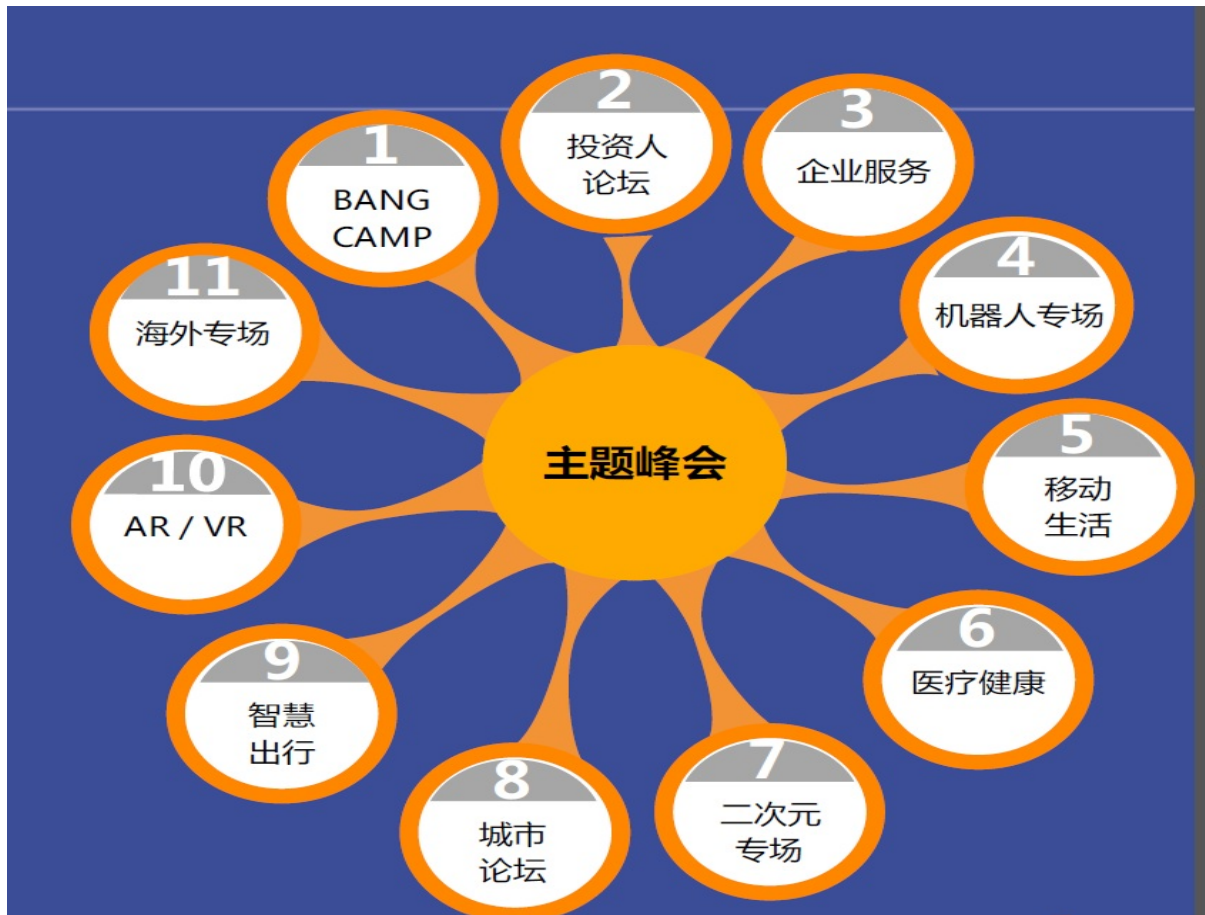 1
BANG
CAMP
2
投资人
论坛
3
企业服务
4
机器人专场
5
移动
生活
6
医疗健康
7
二次元
专场
8
城市
论坛
9
智慧
出行
10
AR / VR
11
海外专场
主题峰会